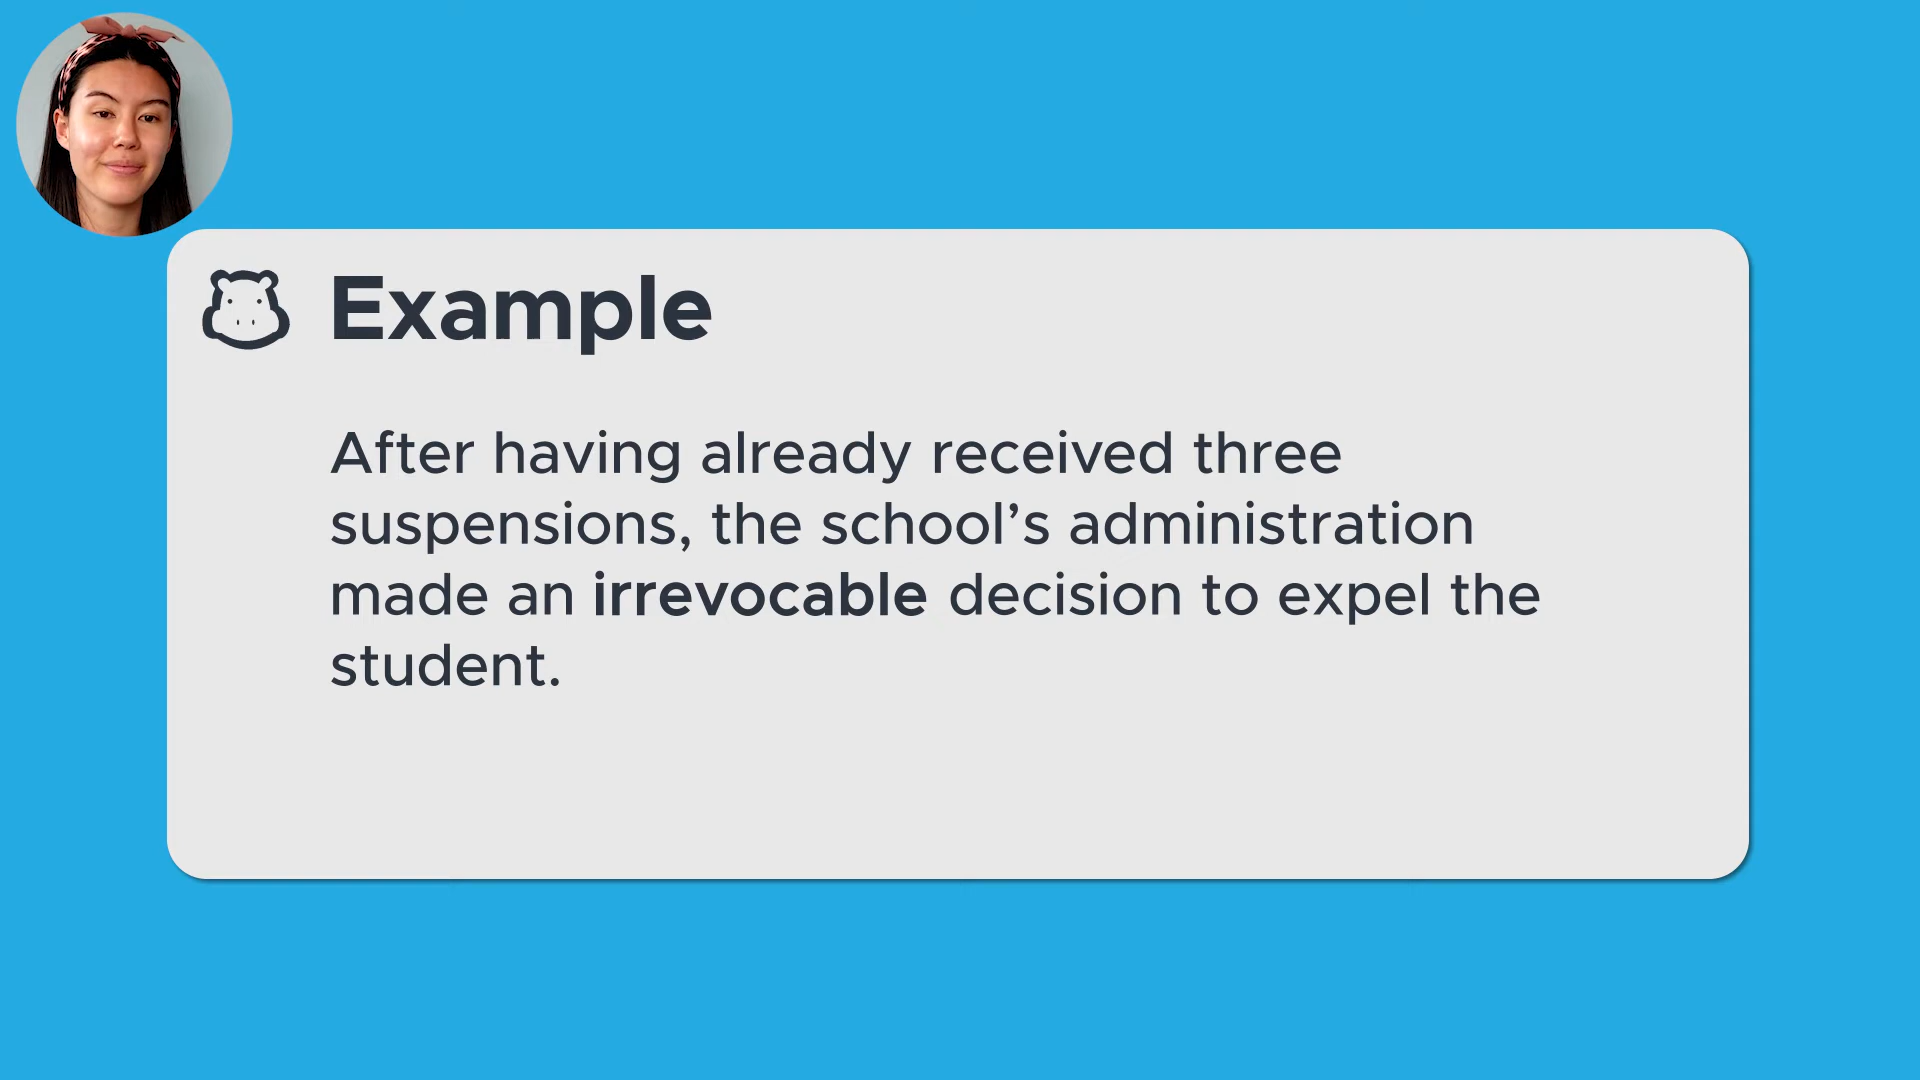 Example
After having already received three
suspensions, the school’s administration
made an irrevocable decision to expel the
student.